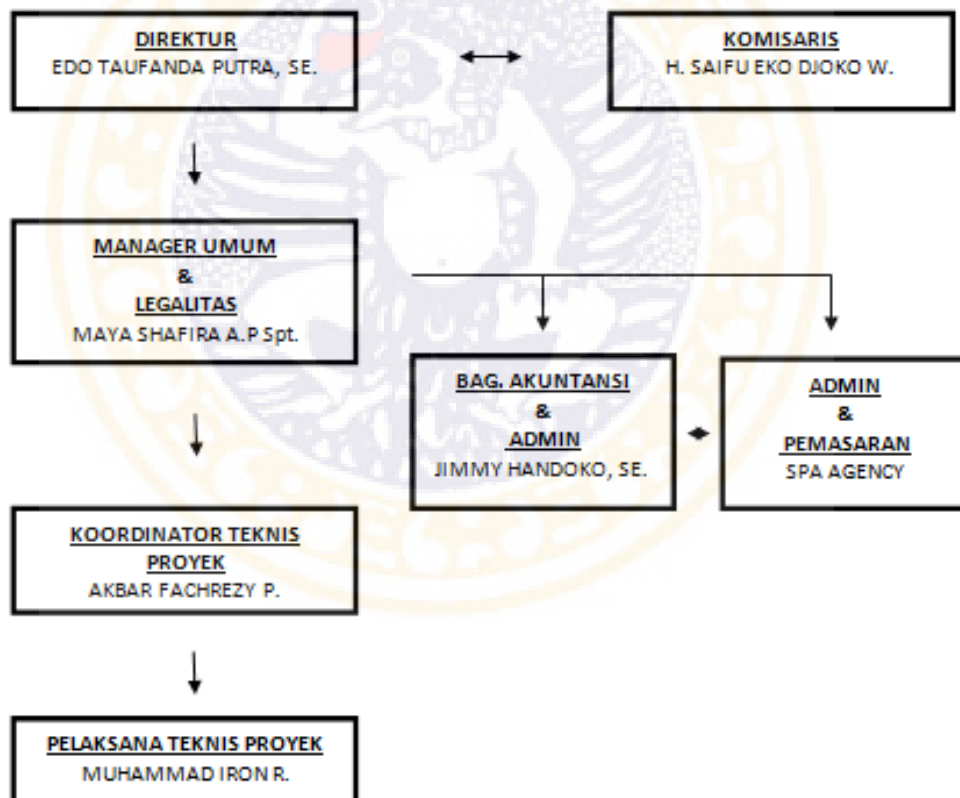 DIREKTUR
EDO TAUFANDA PUTRA, SE.
KOMISARIS
H. SAIFU EKO DJOKO W.
MANAGER UMUM
&
LEGALITAS
MAYA SHAFIRA A.P Spt.
BAG. AKUNTANSI
&
ADMIN
JIMMY HANDOKO, SE.
ADMIN
&
PEMASARAN
SPA AGENCY
KOORDINATOR TEKNIS
PROYEK
AKBAR FACHREZY P.
PELAKSANA TEKNIS PROYEK
MUHAMMAD IRON R.